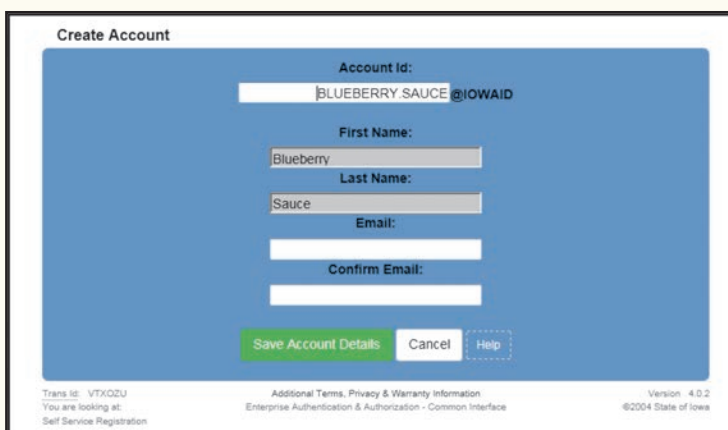 Create Account
Account Id:
BLUEBERRY.SAUCE @IOWAID
First Name:
Blueberry
Last Name:
Sauce
Email:
Confirm Email:
Save Account Details Cancel Help
Trans Id: VTXOZU Additional Terms, Privacy & Warranty Information Version 4.0.2
You are looking at: Enterprise Authentication & Authorization - Common Interface ©2004 State of Iowa
Self Service Registration